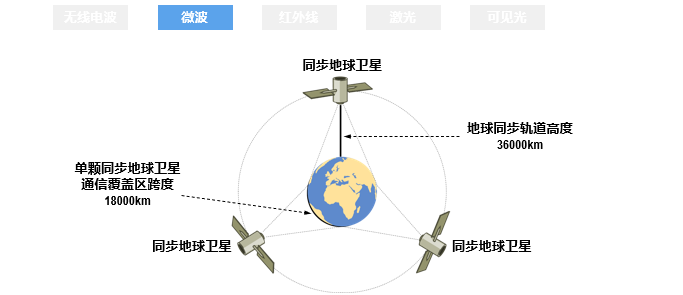 无线电波 微波 红外线 激光 可见光
同步地球卫星
地球同步轨道高度
36000km
单颗同步地球卫星
通信覆盖区跨度
18000km
同步地球卫星 同步地球卫星